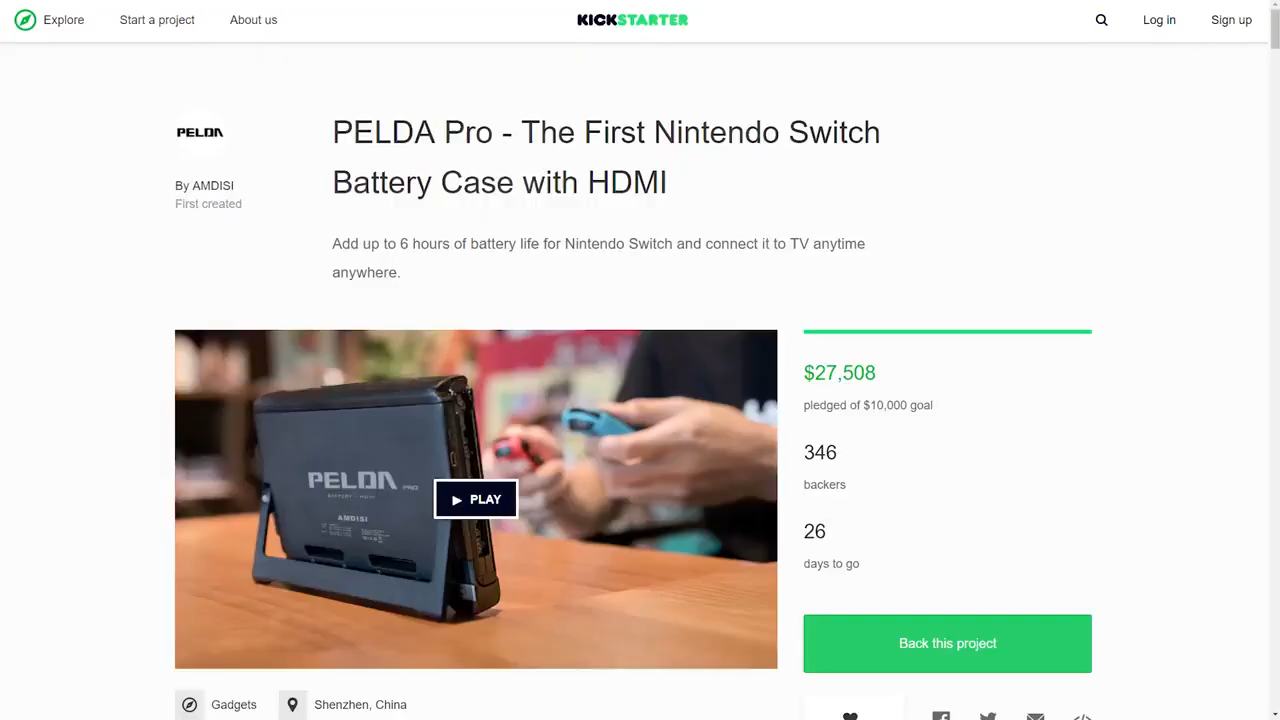 Explore
Start a project
About us
KICKSTARTER
Log in
Sign up
PELDA
By AMDISI
First created
PELDA Pro - The First Nintendo Switch
Battery Case with HDMI
Add up to 6 hours of battery life for Nintendo Switch and connect it to TV anytime
anywhere.
PELDA PRO
BATTERY + HDMI
AMDISI
PLAY
$27,508
pledged of $10,000 goal
346
backers
26
days to go
Back this project
Gadgets
Shenzhen, China